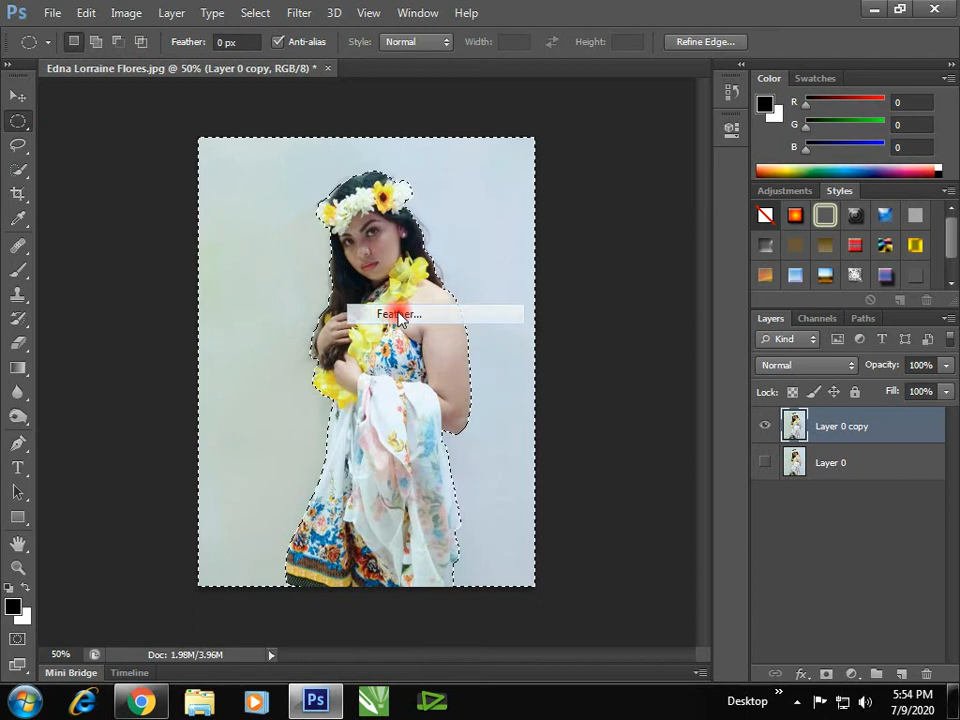 Ps File Edit Image Layer Type Select Filter 3D View Window Help
Feather: 0 px Anti-alias Style: Normal Width: Height: Refine Edge...
Edna Lorraine Flores.jpg @ 50% (Layer 0 copy, RGB/8) * ×
Color Swatches
R 0
G 0
B 0
Adjustments Styles
Feather...
Layers Channels Paths
Kind
Normal Opacity: 100%
Lock: Fill: 100%
Layer 0 copy
Layer 0
50% Doc: 1.98M/3.96M
Mini Bridge Timeline
Ps Desktop » 5:54 PM
7/9/2020